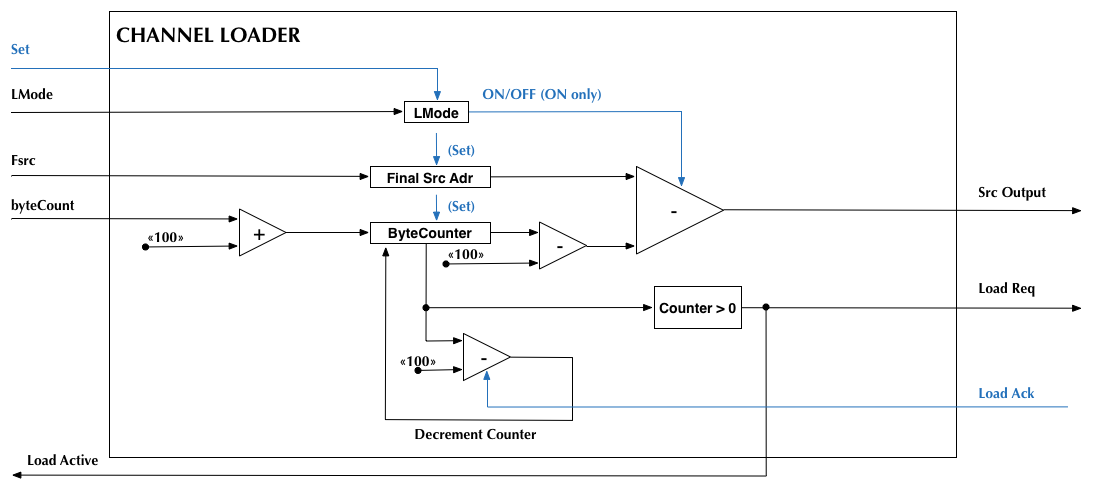 CHANNEL LOADER
Set
LMode
ON/OFF (ON only)
LMode
(Set)
Fsrc
Final Src Adr
-
Src Output
(Set)
byteCount
«100»
+
ByteCounter
«100»
-
Load Req
Counter > 0
«100»
-
Load Ack
Decrement Counter
Load Active